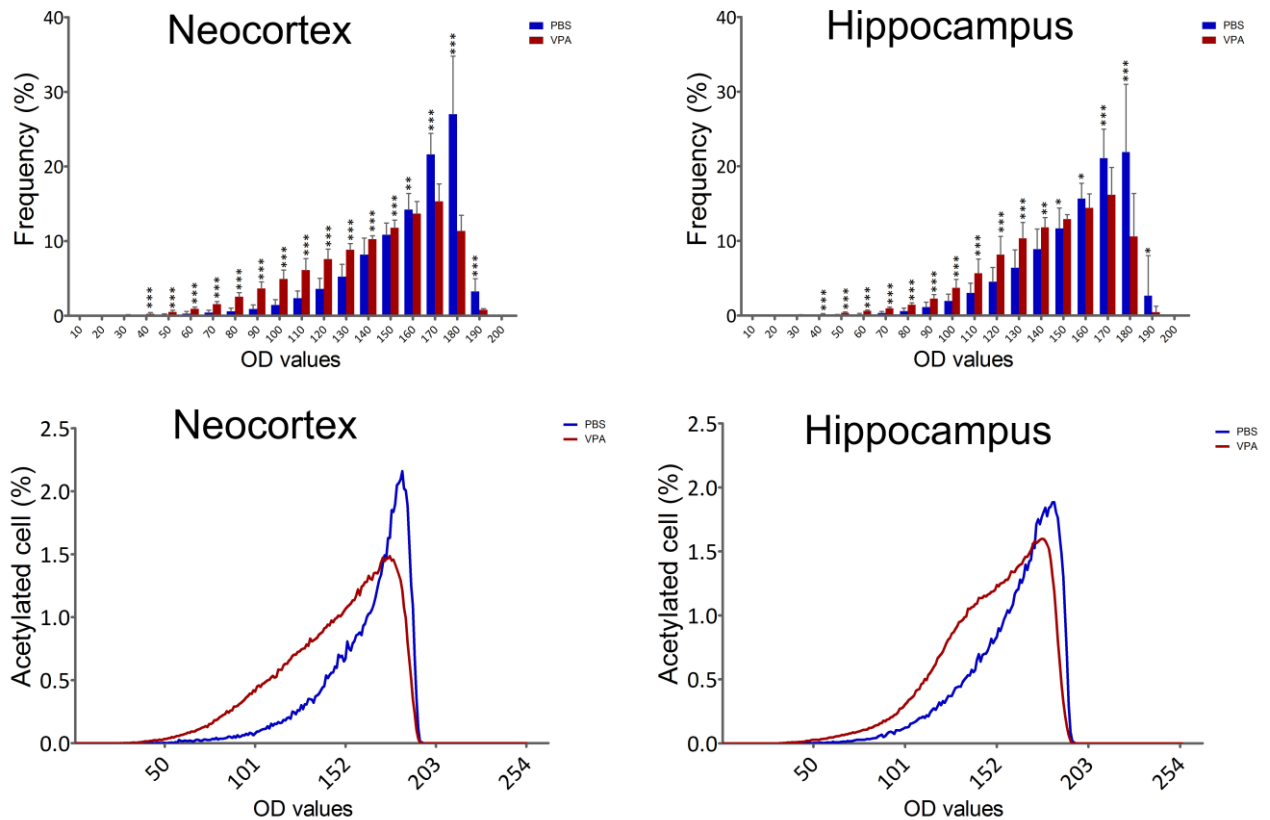 Neocortex
PBS
VPA
Frequency (%)
40
30
20
10
0
*** *** *** *** *** *** *** *** *** *** *** *** ** *** *** ***
10 20 30 40 50 60 70 80 90 100 110 120 130 140 150 160 170 180 190 200
OD values
Hippocampus
PBS
VPA
Frequency (%)
40
30
20
10
0
*** *** *** *** *** *** *** *** *** *** ** * * *** *** *
10 20 30 40 50 60 70 80 90 100 110 120 130 140 150 160 170 180 190 200
OD values
Neocortex
PBS
VPA
Acetylated cell (%)
2.5
2.0
1.5
1.0
0.5
0.0
50 101 152 203 254
OD values
Hippocampus
PBS
VPA
Acetylated cell (%)
2.5
2.0
1.5
1.0
0.5
0.0
50 101 152 203 254
OD values